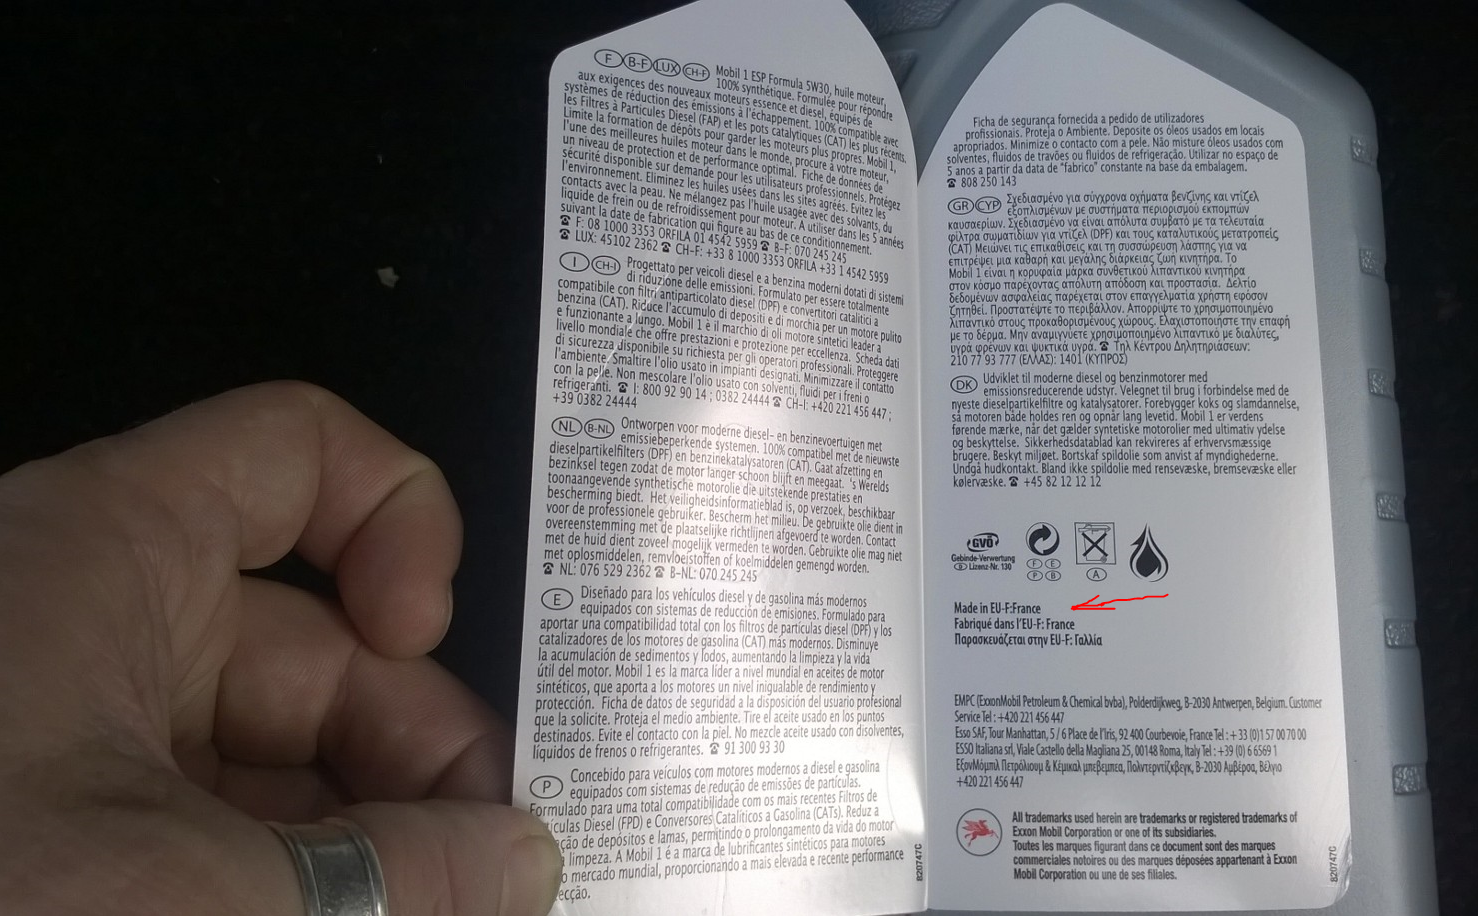 F B-F LUX CH-F Mobil 1 ESP Formula 5W30, huile moteur,
100% synthétique. Formulée pour répondre
aux exigences des nouveaux moteurs essence et diesel, équipés de
systèmes de réduction des émissions à l'échappement. 100% compatible avec
les Filtres à Particules Diesel (FAP) et les pots catalytiques (CAT) les plus récents.
Limite la formation de dépôts pour garder les moteurs plus propres. Mobil 1,
l'une des meilleures huiles moteur dans le monde, procure à votre moteur,
un niveau de protection et de performance optimal. Fiche de données de
sécurité disponible sur demande pour les utilisateurs professionnels. Protégez
l'environnement. Eliminez les huiles usées dans les sites agréés. Evitez les
contacts avec la peau. Ne mélangez pas l'huile usagée avec des solvants, du
liquide de frein ou de refroidissement pour moteur. A utiliser dans les 5 années
suivant la date de fabrication qui figure au bas de ce conditionnement.
☎ F: 08 1000 3353 ORFILA 01 4542 5959 ☎ B-F: 070 245 245
☎ LUX: 45102 2362 ☎ CH-F: +33 8 1000 3353 ORFILA +33 1 4542 5959
I CH-I Progettato per veicoli diesel e a benzina moderni dotati di sistemi
di riduzione delle emissioni. Formulato per essere totalmente
compatibile con filtri antiparticolato diesel (DPF) e convertitori catalitici a
benzina (CAT). Riduce l'accumulo di depositi e di morchia per un motore pulito
e funzionante a lungo. Mobil 1 è il marchio di oli motore sintetici leader a
livello mondiale che offre prestazioni e protezione per eccellenza. Scheda dati
di sicurezza disponibile su richiesta per gli operatori professionali. Proteggere
l'ambiente. Smaltire l'olio usato in impianti designati. Minimizzare il contatto
con la pelle. Non mescolare l'olio usato con solventi, fluidi per i freni o
refrigeranti. ☎ I: 800 92 90 14 ; 0382 24444 ☎ CH-I: +420 221 456 447 ;
+39 0382 24444
NL B-NL Ontworpen voor moderne diesel- en benzinevoertuigen met
emissiebeperkende systemen. 100% compatibel met de nieuwste
dieselpartikelfilters (DPF) en benzinekatalysatoren (CAT). Gaat afzetting en
bezinksel tegen zodat de motor langer schoon blijft en meegaat. 's Werelds
toonaangevende synthetische motorolie die uitstekende prestaties en
bescherming biedt. Het veiligheidsinformatieblad is, op verzoek, beschikbaar
voor de professionele gebruiker. Bescherm het milieu. De gebruikte olie dient in
overeenstemming met de plaatselijke richtlijnen afgevoerd te worden. Contact
met de huid dient zoveel mogelijk vermeden te worden. Gebruikte olie mag niet
met oplosmiddelen, remvloeistoffen of koelmiddelen gemengd worden.
☎ NL: 076 529 2362 ☎ B-NL: 070 245 245
E Diseñado para los vehículos diesel y de gasolina más modernos
equipados con sistemas de reducción de emisiones. Formulado para
aportar una compatibilidad total con los filtros de partículas diesel (DPF) y los
catalizadores de los motores de gasolina (CAT) más modernos. Disminuye
la acumulación de sedimentos y lodos, aumentando la limpieza y la vida
útil del motor. Mobil 1 es la marca líder a nivel mundial en aceites de motor
sintéticos, que aporta a los motores un nivel inigualable de rendimiento y
protección. Ficha de datos de seguridad a la disposición del usuario profesional
que la solicite. Proteja el medio ambiente. Tire el aceite usado en los puntos
destinados. Evite el contacto con la piel. No mezcle aceite usado con disolventes,
líquidos de frenos o refrigerantes. ☎ 91 300 93 30
P Concebido para veículos com motores modernos a diesel e gasolina
equipados com sistemas de redução de emissões de partículas.
Formulado para uma total compatibilidade com os mais recentes Filtros de
ículas Diesel (FPD) e Conversores Catalíticos a Gasolina (CATs). Reduz a
ção de depósitos e lamas, permitindo o prolongamento da vida do motor
limpeza. A Mobil 1 é a marca de lubrificantes sintéticos para motores
o mercado mundial, proporcionando a mais elevada e recente performance
ecção.
820747C
Ficha de segurança fornecida a pedido de utilizadores
profissionais. Proteja o Ambiente. Deposite os óleos usados em locais
apropriados. Minimize o contacto com a pele. Não misture óleos usados com
solventes, fluidos de travões ou fluidos de refrigeração. Utilizar no espaço de
5 anos a partir da data de "fabrico" constante na base da embalagem.
☎ 808 250 143
GR CYP Σχεδιασμένο για σύγχρονα οχήματα βενζίνης και ντίζελ
εξοπλισμένων με συστήματα περιορισμού εκπομπών
καυσαερίων. Σχεδιασμένο να είναι απόλυτα συμβατό με τα τελευταία
φίλτρα σωματιδίων για ντίζελ (DPF) και τους καταλυτικούς μετατροπείς
(CAT) Μειώνει τις επικαθίσεις και τη συσσώρευση λάσπης για να
επιτρέψει μια καθαρή και μεγάλης διάρκειας ζωή κινητήρα. Το
Mobil 1 είναι η κορυφαία μάρκα συνθετικού λιπαντικού κινητήρα
στον κόσμο παρέχοντας απόλυτη απόδοση και προστασία. Δελτίο
δεδομένων ασφαλείας παρέχεται στον επαγγελματία χρήστη εφόσον
ζητηθεί. Προστατέψτε το περιβάλλον. Απορρίψτε το χρησιμοποιημένο
λιπαντικό στους προκαθορισμένους χώρους. Ελαχιστοποιήστε την επαφή
με το δέρμα. Μην αναμιγνύετε χρησιμοποιημένο λιπαντικό με διαλύτες,
υγρά φρένων και ψυκτικά υγρά. ☎ Τηλ Κέντρου Δηλητηριάσεων:
210 77 93 777 (ΕΛΛΑΣ): 1401 (ΚΥΠΡΟΣ)
DK Udviklet til moderne diesel og benzinmotorer med
emissionsreducerende udstyr. Velegnet til brug i forbindelse med de
nyeste dieselpartikelfiltre og katalysatorer. Forebygger koks og slamdannelse,
så motoren både holdes ren og opnår lang levetid. Mobil 1 er verdens
førende mærke, når det gælder syntetiske motorolier med ultimativ ydelse
og beskyttelse. Sikkerhedsdatablad kan rekvireres af erhvervsmæssige
brugere. Beskyt miljøet. Bortskaf spildolie som anvist af myndighederne.
Undgå hudkontakt. Bland ikke spildolie med rensevæske, bremsevæske eller
kølervæske. ☎ +45 82 12 12 12
GVÖ
Gebinde-Verwertung
D Lizenz-Nr. 130
F E
P B
A
Made in EU-F:France
Fabriqué dans l'EU-F: France
Παρασκευάζεται στην EU-F: Γαλλία
EMPC (ExxonMobil Petroleum & Chemical bvba), Polderdijkweg, B-2030 Antwerpen, Belgium. Customer
Service Tel : +420 221 456 447
Esso SAF, Tour Manhattan, 5 / 6 Place de l'Iris, 92 400 Courbevoie, France Tel : + 33 (0)1 57 00 70 00
ESSO Italiana srl, Viale Castello della Magliana 25, 00148 Roma, Italy Tel : +39 (0) 6 6569 1
ΕξονΜόμπιλ Πετρόλιουμ & Κέμικαλ μπεβεμπεα, Πολντερντίζκβεγκ, B-2030 Αμβέρσα, Βέλγιο
+420 221 456 447
All trademarks used herein are trademarks or registered trademarks of
Exxon Mobil Corporation or one of its subsidiaries.
Toutes les marques figurant dans ce document sont des marques
commerciales notoires ou des marques déposées appartenant à Exxon
Mobil Corporation ou une de ses filiales.
820747C